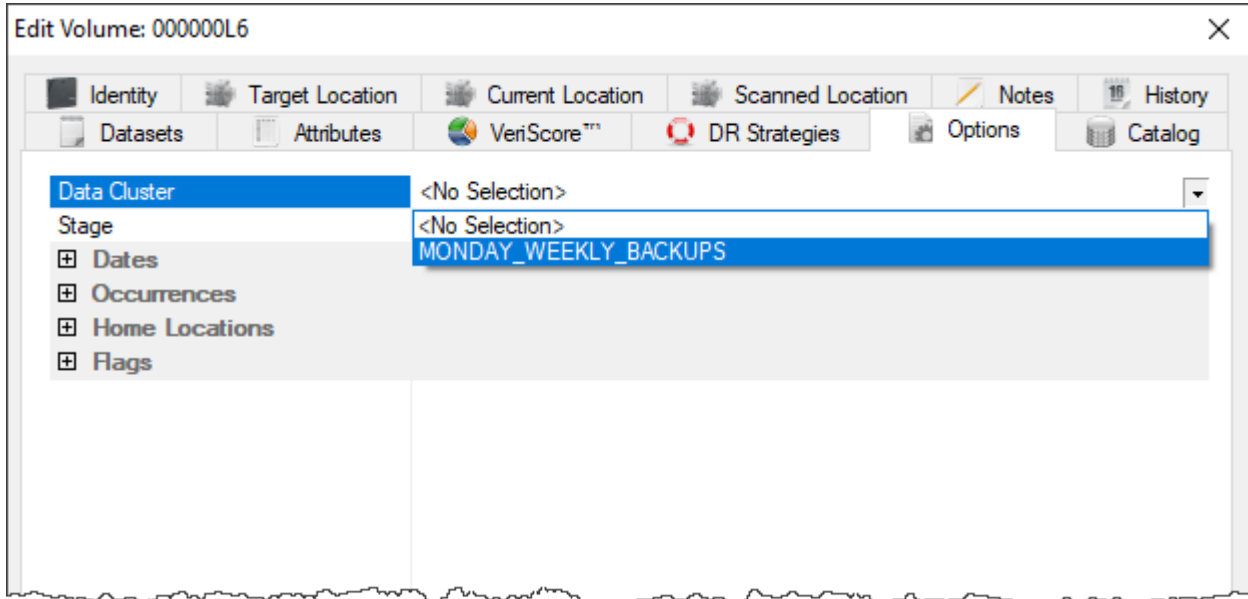 Edit Volume: 000000L6
Identity Target Location Current Location Scanned Location Notes 16 History
Datasets Attributes VeriScore™ DR Strategies Options Catalog
Data Cluster <No Selection>
Stage <No Selection>
MONDAY_WEEKLY_BACKUPS
Dates
Occurrences
Home Locations
Flags